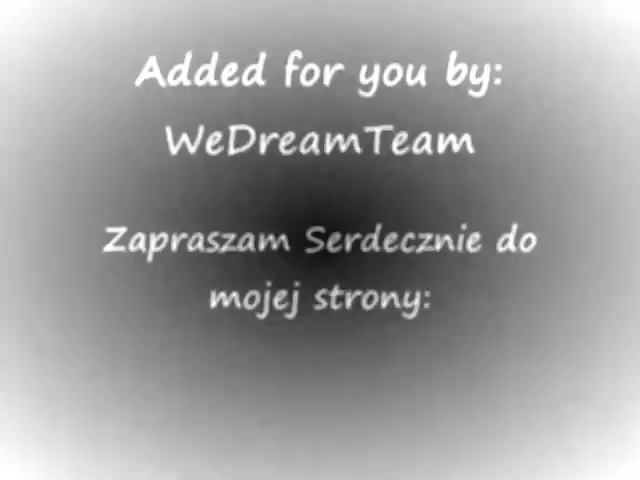 Added for you by:
WeDreamTeam
Zapraszam Serdecznie do
mojej strony: